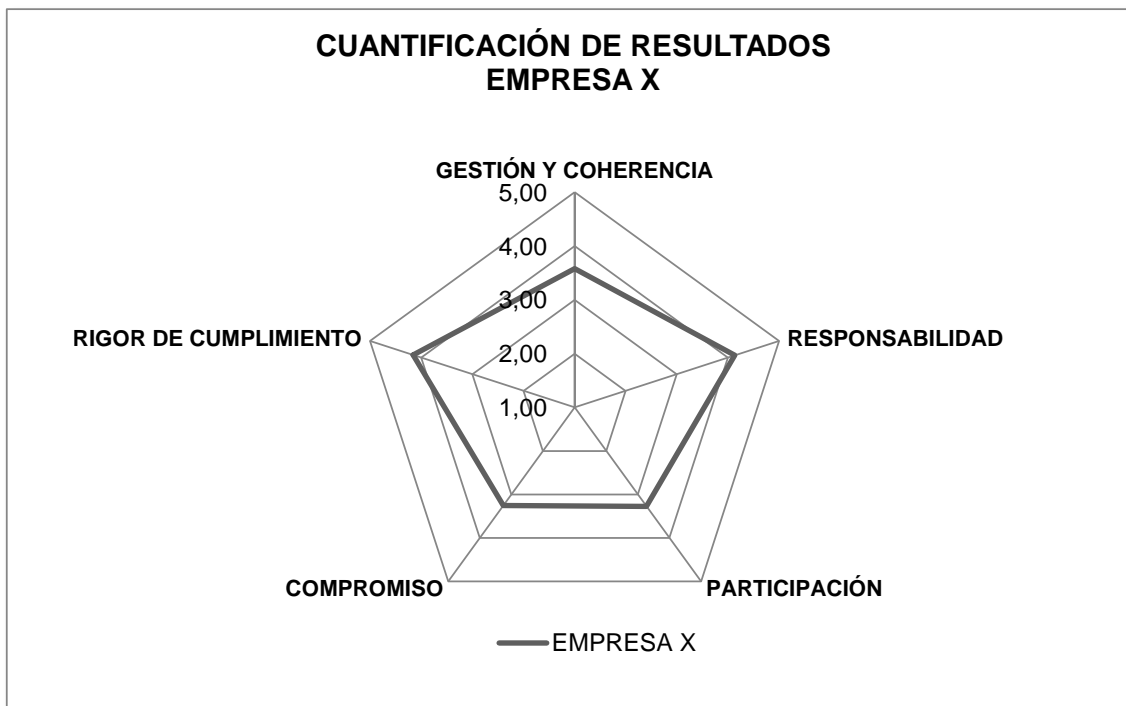 CUANTIFICACIÓN DE RESULTADOS
EMPRESA X
GESTIÓN Y COHERENCIA
5,00
4,00
3,00
2,00
1,00
RIGOR DE CUMPLIMIENTO
RESPONSABILIDAD
COMPROMISO
PARTICIPACIÓN
EMPRESA X